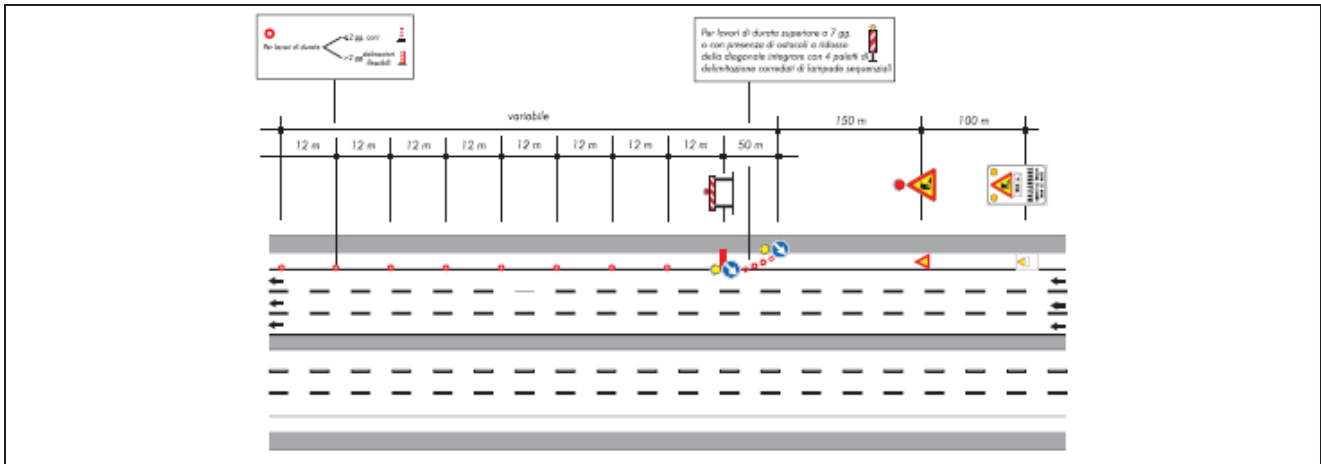 ≤2 gg. coni
Per lavori di durata
>2 gg. delineatori
flessibili
Per lavori di durata superiore a 7 gg.
o con presenza di ostacoli a ridosso
della diagonale integrare con 4 paletti di
delimitazione corredati di lampade sequenziali
variabile
150 m
100 m
12 m
12 m
12 m
12 m
12 m
12 m
12 m
12 m
50 m